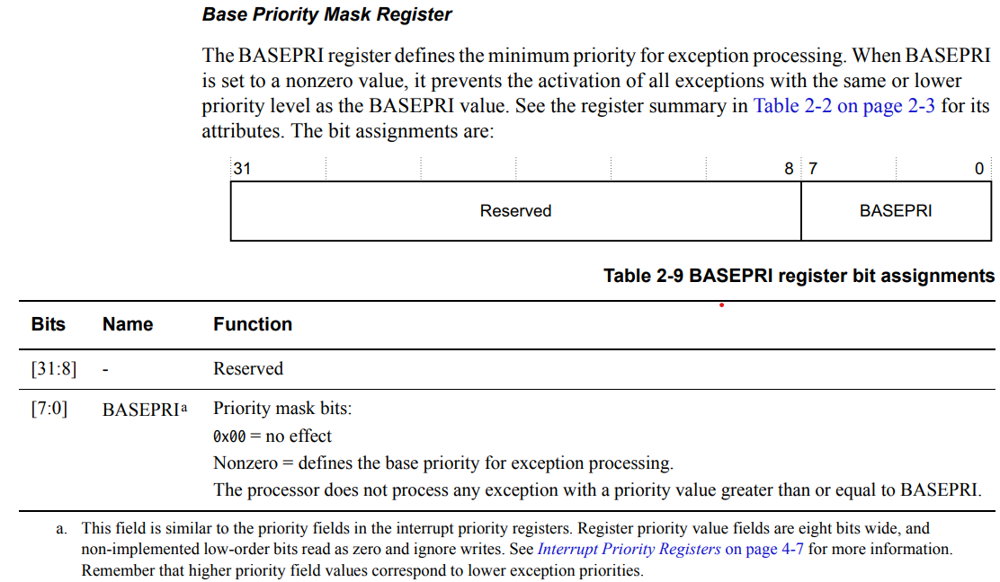 Base Priority Mask Register
The BASEPRI register defines the minimum priority for exception processing. When BASEPRI
is set to a nonzero value, it prevents the activation of all exceptions with the same or lower
priority level as the BASEPRI value. See the register summary in Table 2-2 on page 2-3 for its
attributes. The bit assignments are:
31 8 7 0
Reserved BASEPRI
Table 2-9 BASEPRI register bit assignments
Bits Name Function
[31:8] - Reserved
[7:0] BASEPRIa Priority mask bits:
0x00 = no effect
Nonzero = defines the base priority for exception processing.
The processor does not process any exception with a priority value greater than or equal to BASEPRI.
a. This field is similar to the priority fields in the interrupt priority registers. Register priority value fields are eight bits wide, and
non-implemented low-order bits read as zero and ignore writes. See Interrupt Priority Registers on page 4-7 for more information.
Remember that higher priority field values correspond to lower exception priorities.